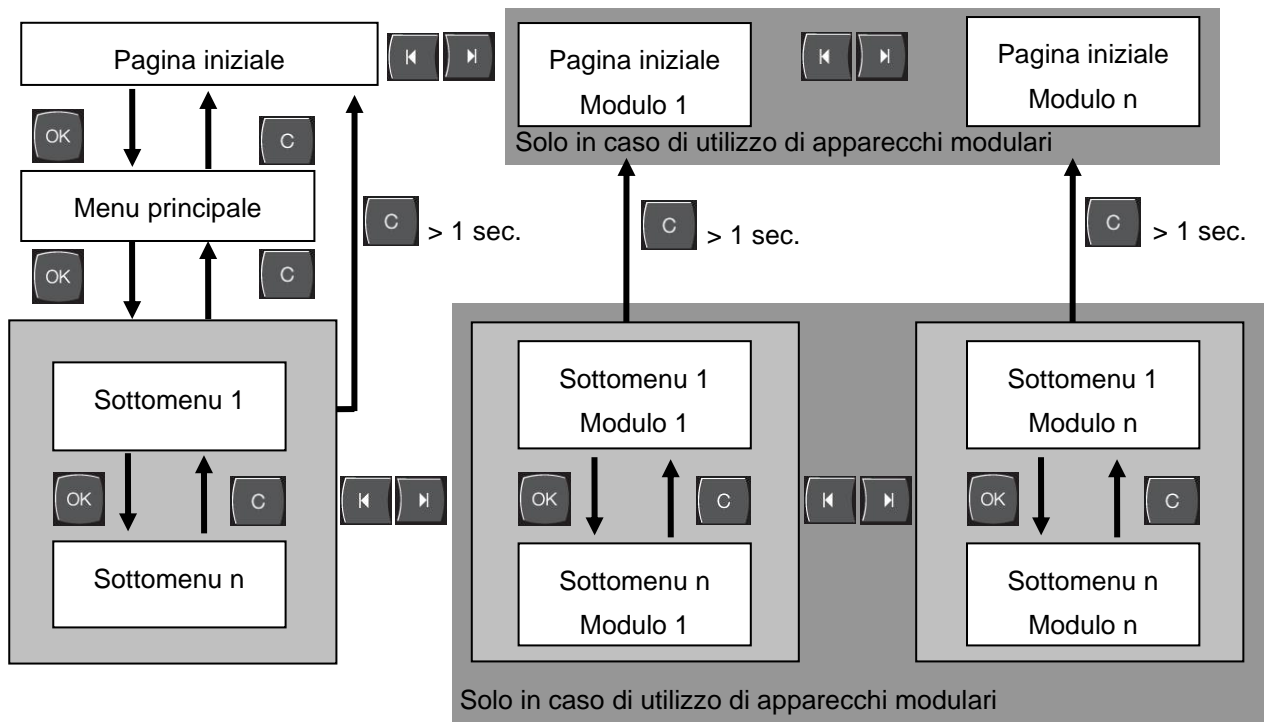 Pagina iniziale
Pagina iniziale
Modulo 1
Pagina iniziale
Modulo n
Solo in caso di utilizzo di apparecchi modulari
OK
C
Menu principale
C > 1 sec.
C > 1 sec.
C > 1 sec.
OK
C
Sottomenu 1
Sottomenu 1
Modulo 1
Sottomenu 1
Modulo n
OK
C
OK
C
OK
C
Sottomenu n
Sottomenu n
Modulo 1
Sottomenu n
Modulo n
Solo in caso di utilizzo di apparecchi modulari